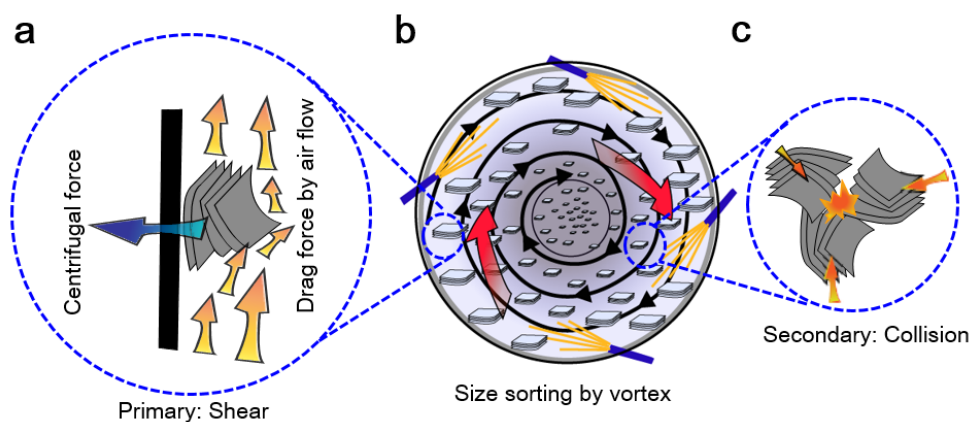 a
b
c
Centrifugal force
Drag force by air flow
Primary: Shear
Size sorting by vortex
Secondary: Collision